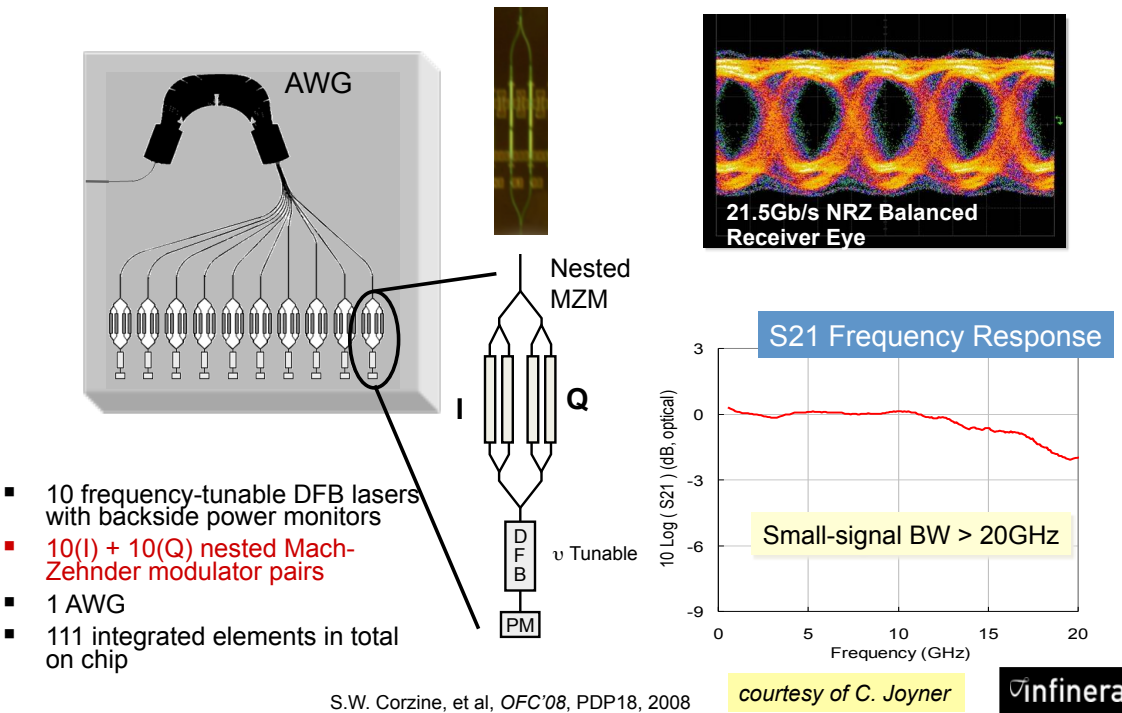 AWG
21.5Gb/s NRZ Balanced
Receiver Eye
Nested
MZM
I
Q
D
F
B
υ Tunable
PM
S21 Frequency Response
10 Log ( S21 ) (dB, optical)
3
0
-3
-6
-9
Small-signal BW > 20GHz
0 5 10 15 20
Frequency (GHz)
▪ 10 frequency-tunable DFB lasers
with backside power monitors
▪ 10(I) + 10(Q) nested Mach-
Zehnder modulator pairs
▪ 1 AWG
▪ 111 integrated elements in total
on chip
S.W. Corzine, et al, OFC'08, PDP18, 2008
courtesy of C. Joyner
infinera